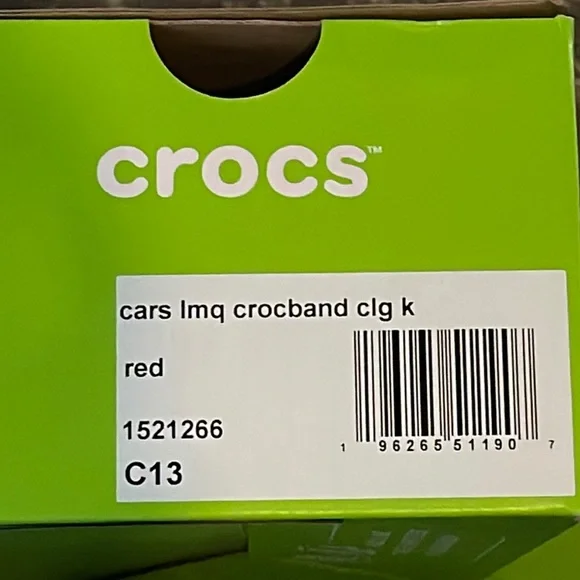 crocs™
cars lmq crocband clg k
red
1521266
C13
1 96265 51190 7